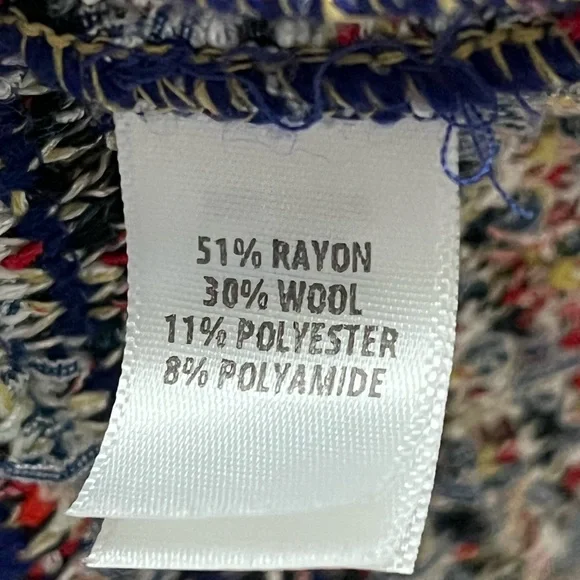 51% RAYON
30% WOOL
11% POLYESTER
8% POLYAMIDE